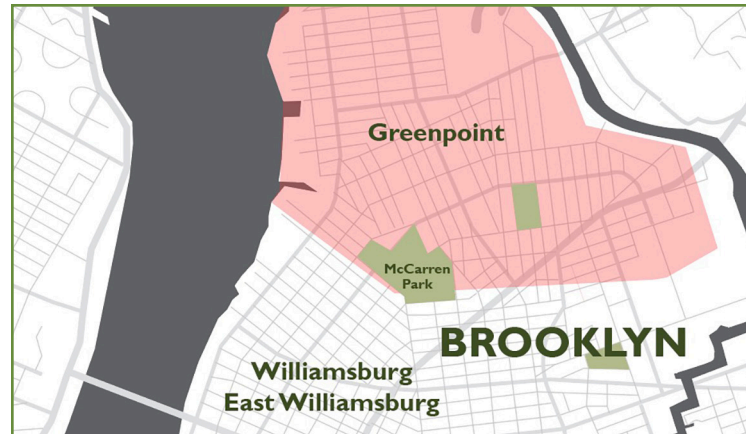 Greenpoint
McCarren
Park
BROOKLYN
Williamsburg
East Williamsburg